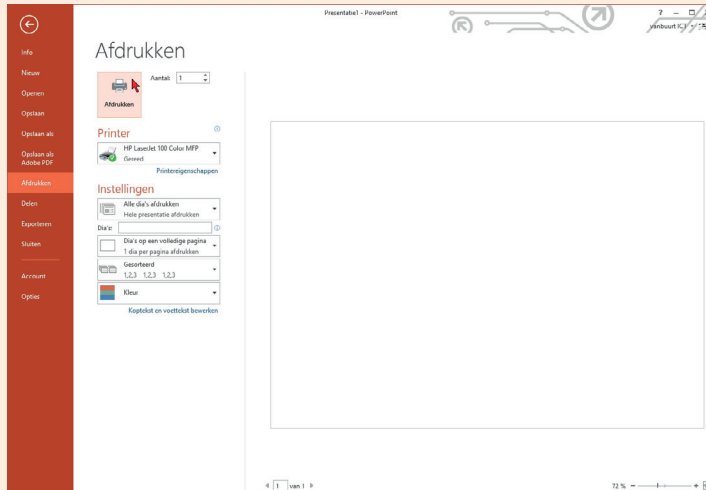 Presentatie1 - PowerPoint
?
vanbuurt ICT
Info
Nieuw
Openen
Opslaan
Opslaan als
Opslaan als
Adobe PDF
Afdrukken
Delen
Exporteren
Sluiten
Account
Opties
Afdrukken
Afdrukken
Aantal: 1
Printer
HP LaserJet 100 Color MFP
Gereed
Printereigenschappen
Instellingen
Alle dia's afdrukken
Hele presentatie afdrukken
Dia's:
Dia's op een volledige pagina
1 dia per pagina afdrukken
Gesorteerd
1,2,3 1,2,3 1,2,3
Kleur
Koptekst en voettekst bewerken
1 van 1
72 %